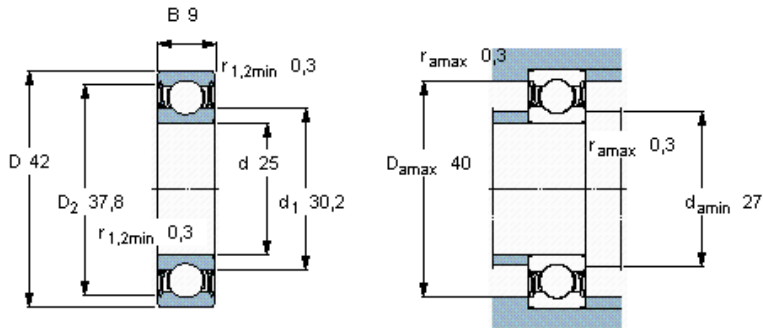 B 9
r1,2min 0,3
D 42
D2 37,8
d 25
d1 30,2
r1,2min 0,3
ramax 0,3
Damax 40
ramax 0,3
damin 27